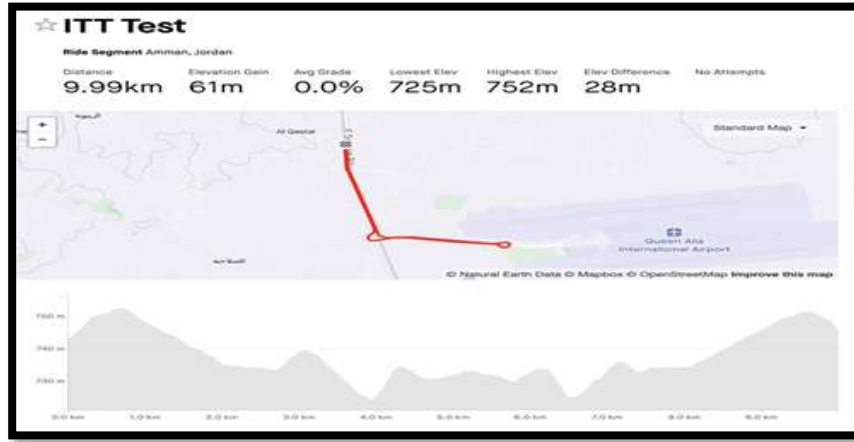 ITT Test
Ride Segment Amman, Jordan
Distance Elevation Gain Avg Grade Lowest Elev Highest Elev Elev Difference No Attempts
9.99km 61m 0.0% 725m 752m 28m
+
−
Al Qastal
Standard Map
Queen Alia
International Airport
© Natural Earth Data © Mapbox © OpenStreetMap Improve this map
750 m
740 m
730 m
0.0 km 1.0 km 2.0 km 3.0 km 4.0 km 5.0 km 6.0 km 7.0 km 8.0 km 9.0 km